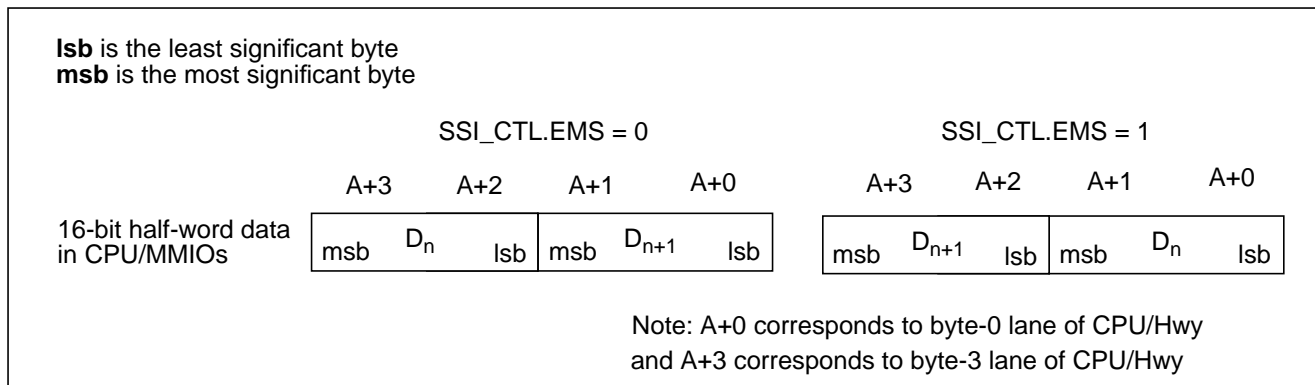 lsb is the least significant byte
msb is the most significant byte
SSI_CTL.EMS = 0 SSI_CTL.EMS = 1
A+3 A+2 A+1 A+0 A+3 A+2 A+1 A+0
16-bit half-word data
in CPU/MMIOs
msb Dn lsb msb Dn+1 lsb msb Dn+1 lsb msb Dn lsb
Note: A+0 corresponds to byte-0 lane of CPU/Hwy
and A+3 corresponds to byte-3 lane of CPU/Hwy